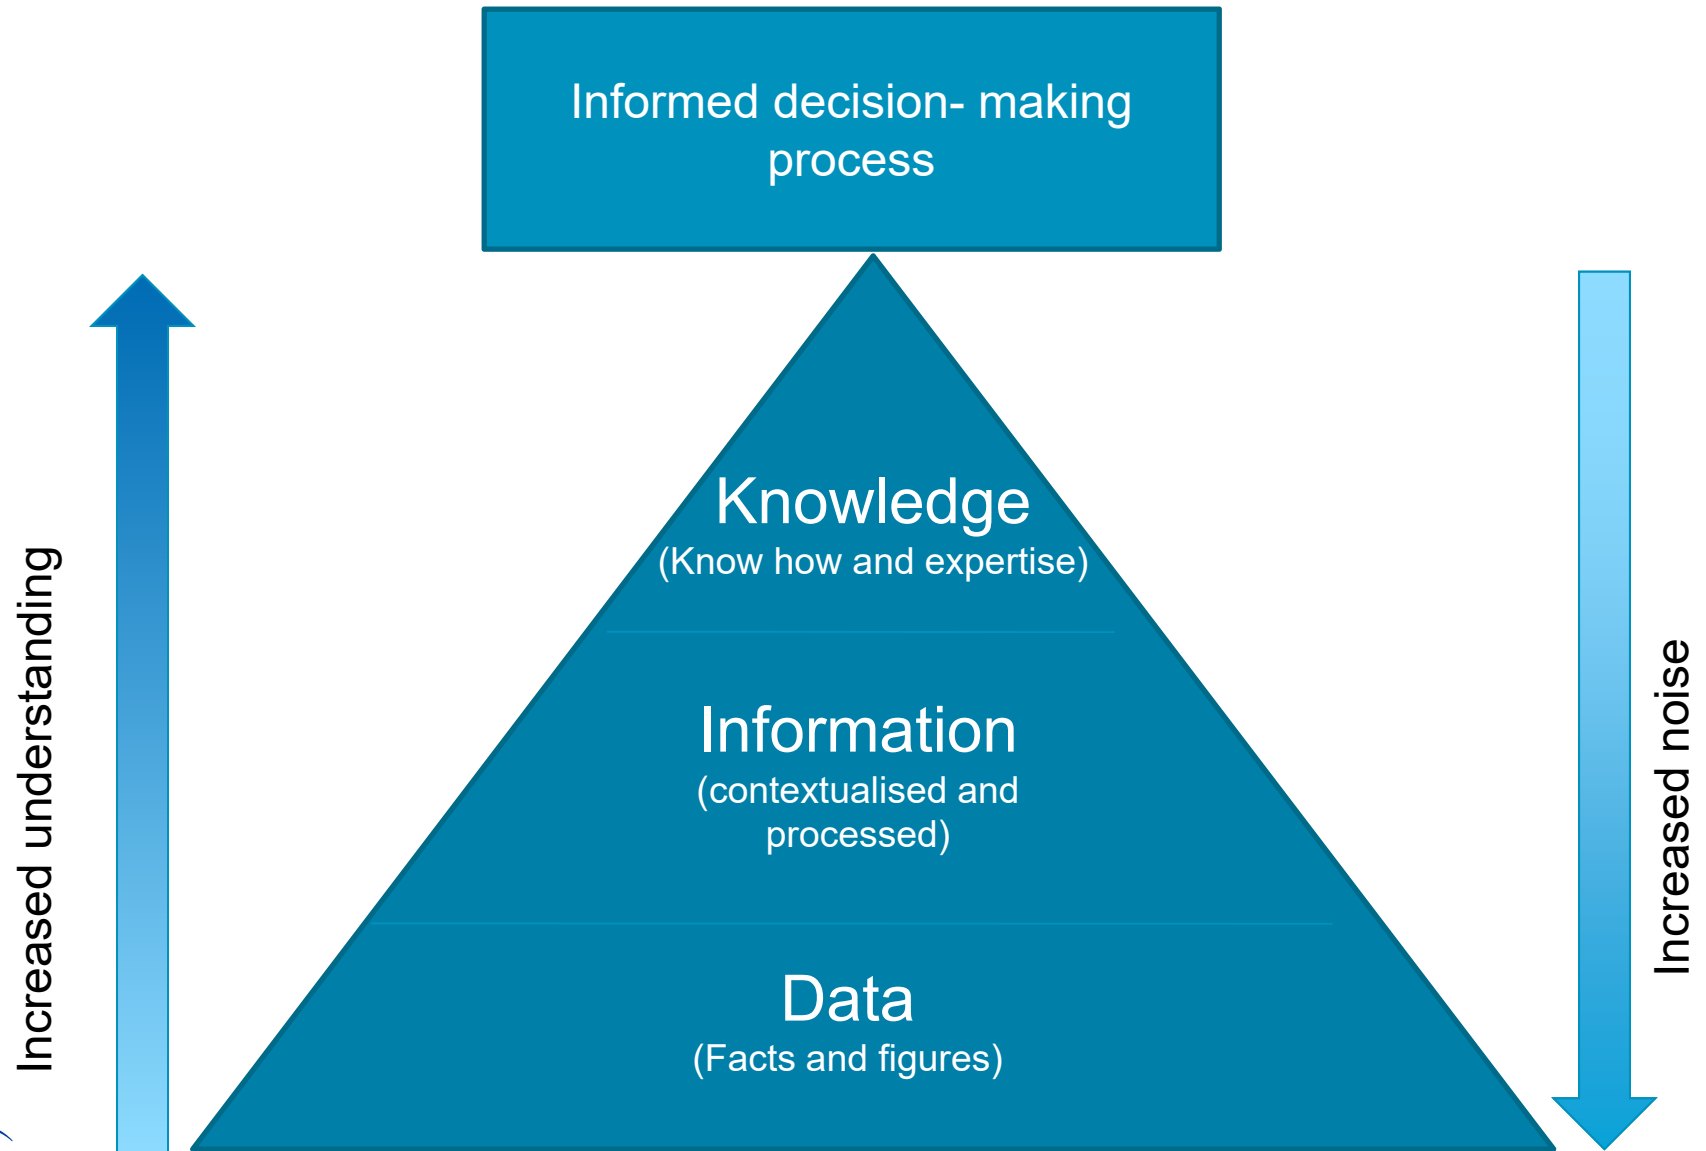 Informed decision- making
process
Knowledge
(Know how and expertise)
Information
(contextualised and
processed)
Data
(Facts and figures)
Increased understanding
Increased noise